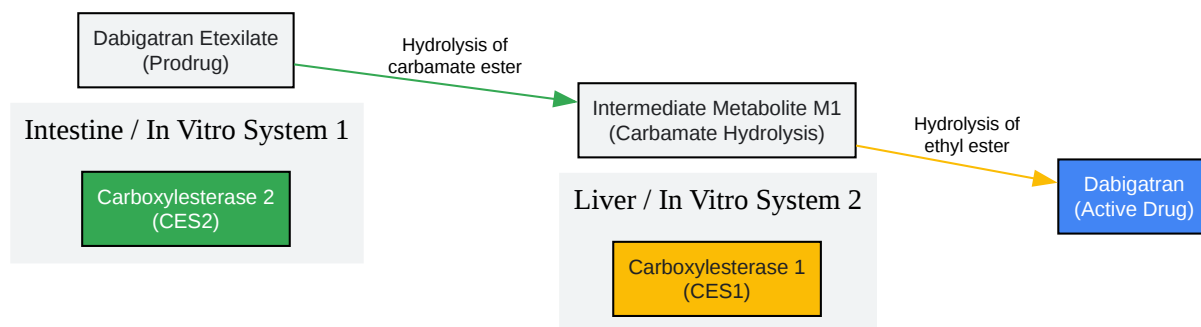 Dabigatran Etexilate
(Prodrug)
Hydrolysis of
carbamate ester
Intestine / In Vitro System 1
Carboxylesterase 2
(CES2)
Intermediate Metabolite M1
(Carbamate Hydrolysis)
Liver / In Vitro System 2
Carboxylesterase 1
(CES1)
Hydrolysis of
ethyl ester
Dabigatran
(Active Drug)